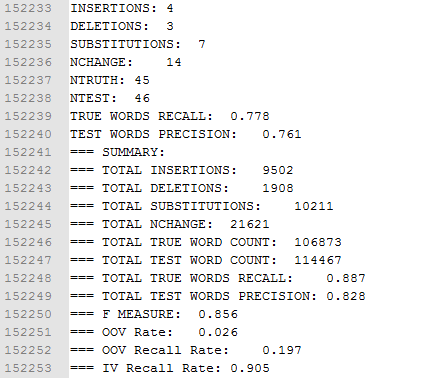 152233 INSERTIONS: 4
152234 DELETIONS: 3
152235 SUBSTITUTIONS: 7
152236 NCHANGE: 14
152237 NTRUTH: 45
152238 NTEST: 46
152239 TRUE WORDS RECALL: 0.778
152240 TEST WORDS PRECISION: 0.761
152241 === SUMMARY:
152242 === TOTAL INSERTIONS: 9502
152243 === TOTAL DELETIONS: 1908
152244 === TOTAL SUBSTITUTIONS: 10211
152245 === TOTAL NCHANGE: 21621
152246 === TOTAL TRUE WORD COUNT: 106873
152247 === TOTAL TEST WORD COUNT: 114467
152248 === TOTAL TRUE WORDS RECALL: 0.887
152249 === TOTAL TEST WORDS PRECISION: 0.828
152250 === F MEASURE: 0.856
152251 === OOV Rate: 0.026
152252 === OOV Recall Rate: 0.197
152253 === IV Recall Rate: 0.905